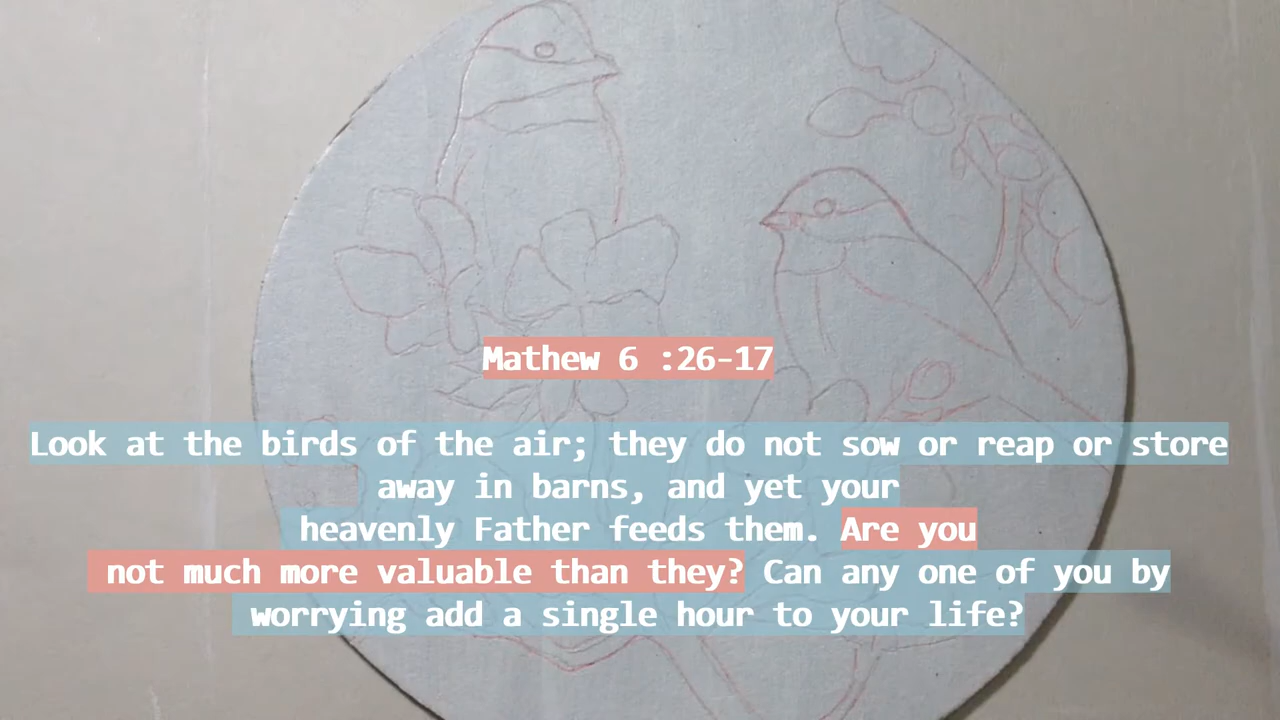 Mathew 6 :26-17
Look at the birds of the air; they do not sow or reap or store
away in barns, and yet your
heavenly Father feeds them. Are you
not much more valuable than they? Can any one of you by
worrying add a single hour to your life?